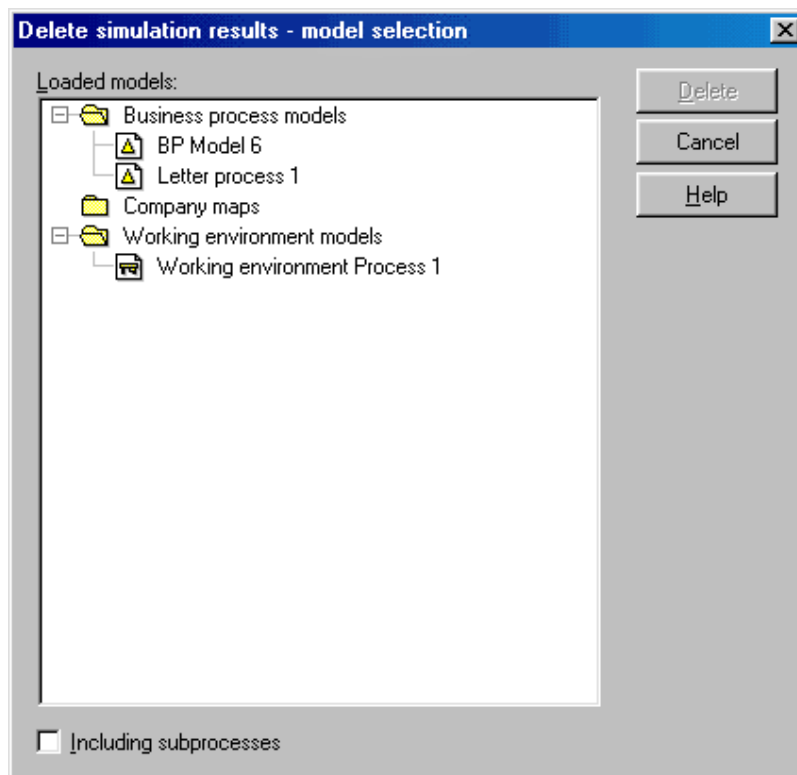 Delete simulation results - model selection
Loaded models:
Delete
Business process models
BP Model 6
Cancel
Letter process 1
Help
Company maps
Working environment models
Working environment Process 1
Including subprocesses